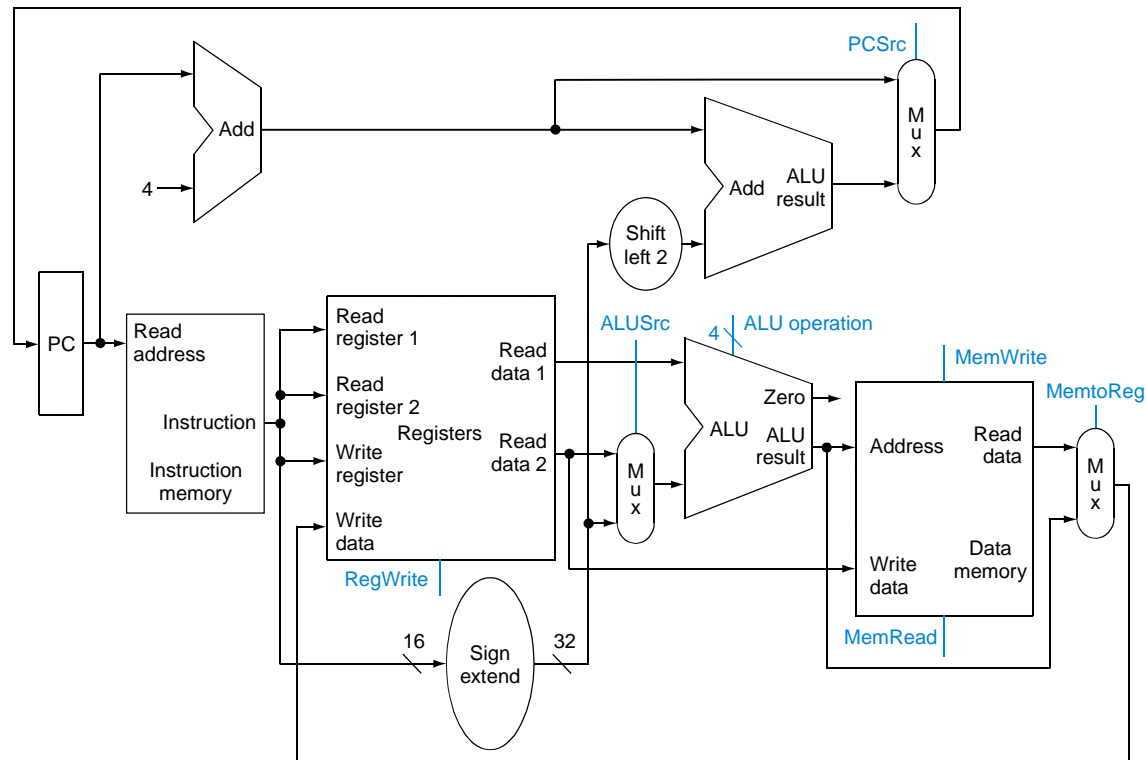 PCSrc
Add
4
M
u
x
Add
ALU
result
Shift
left 2
PC
Read
address
Instruction
Instruction
memory
Read
register 1
Read
register 2
Write
register
Write
data
Registers
Read
data 1
Read
data 2
RegWrite
16
Sign
extend
32
ALUSrc
M
u
x
4
ALU operation
Zero
ALU
ALU
result
MemWrite
Address
Read
data
Write
data
Data
memory
MemRead
MemtoReg
M
u
x